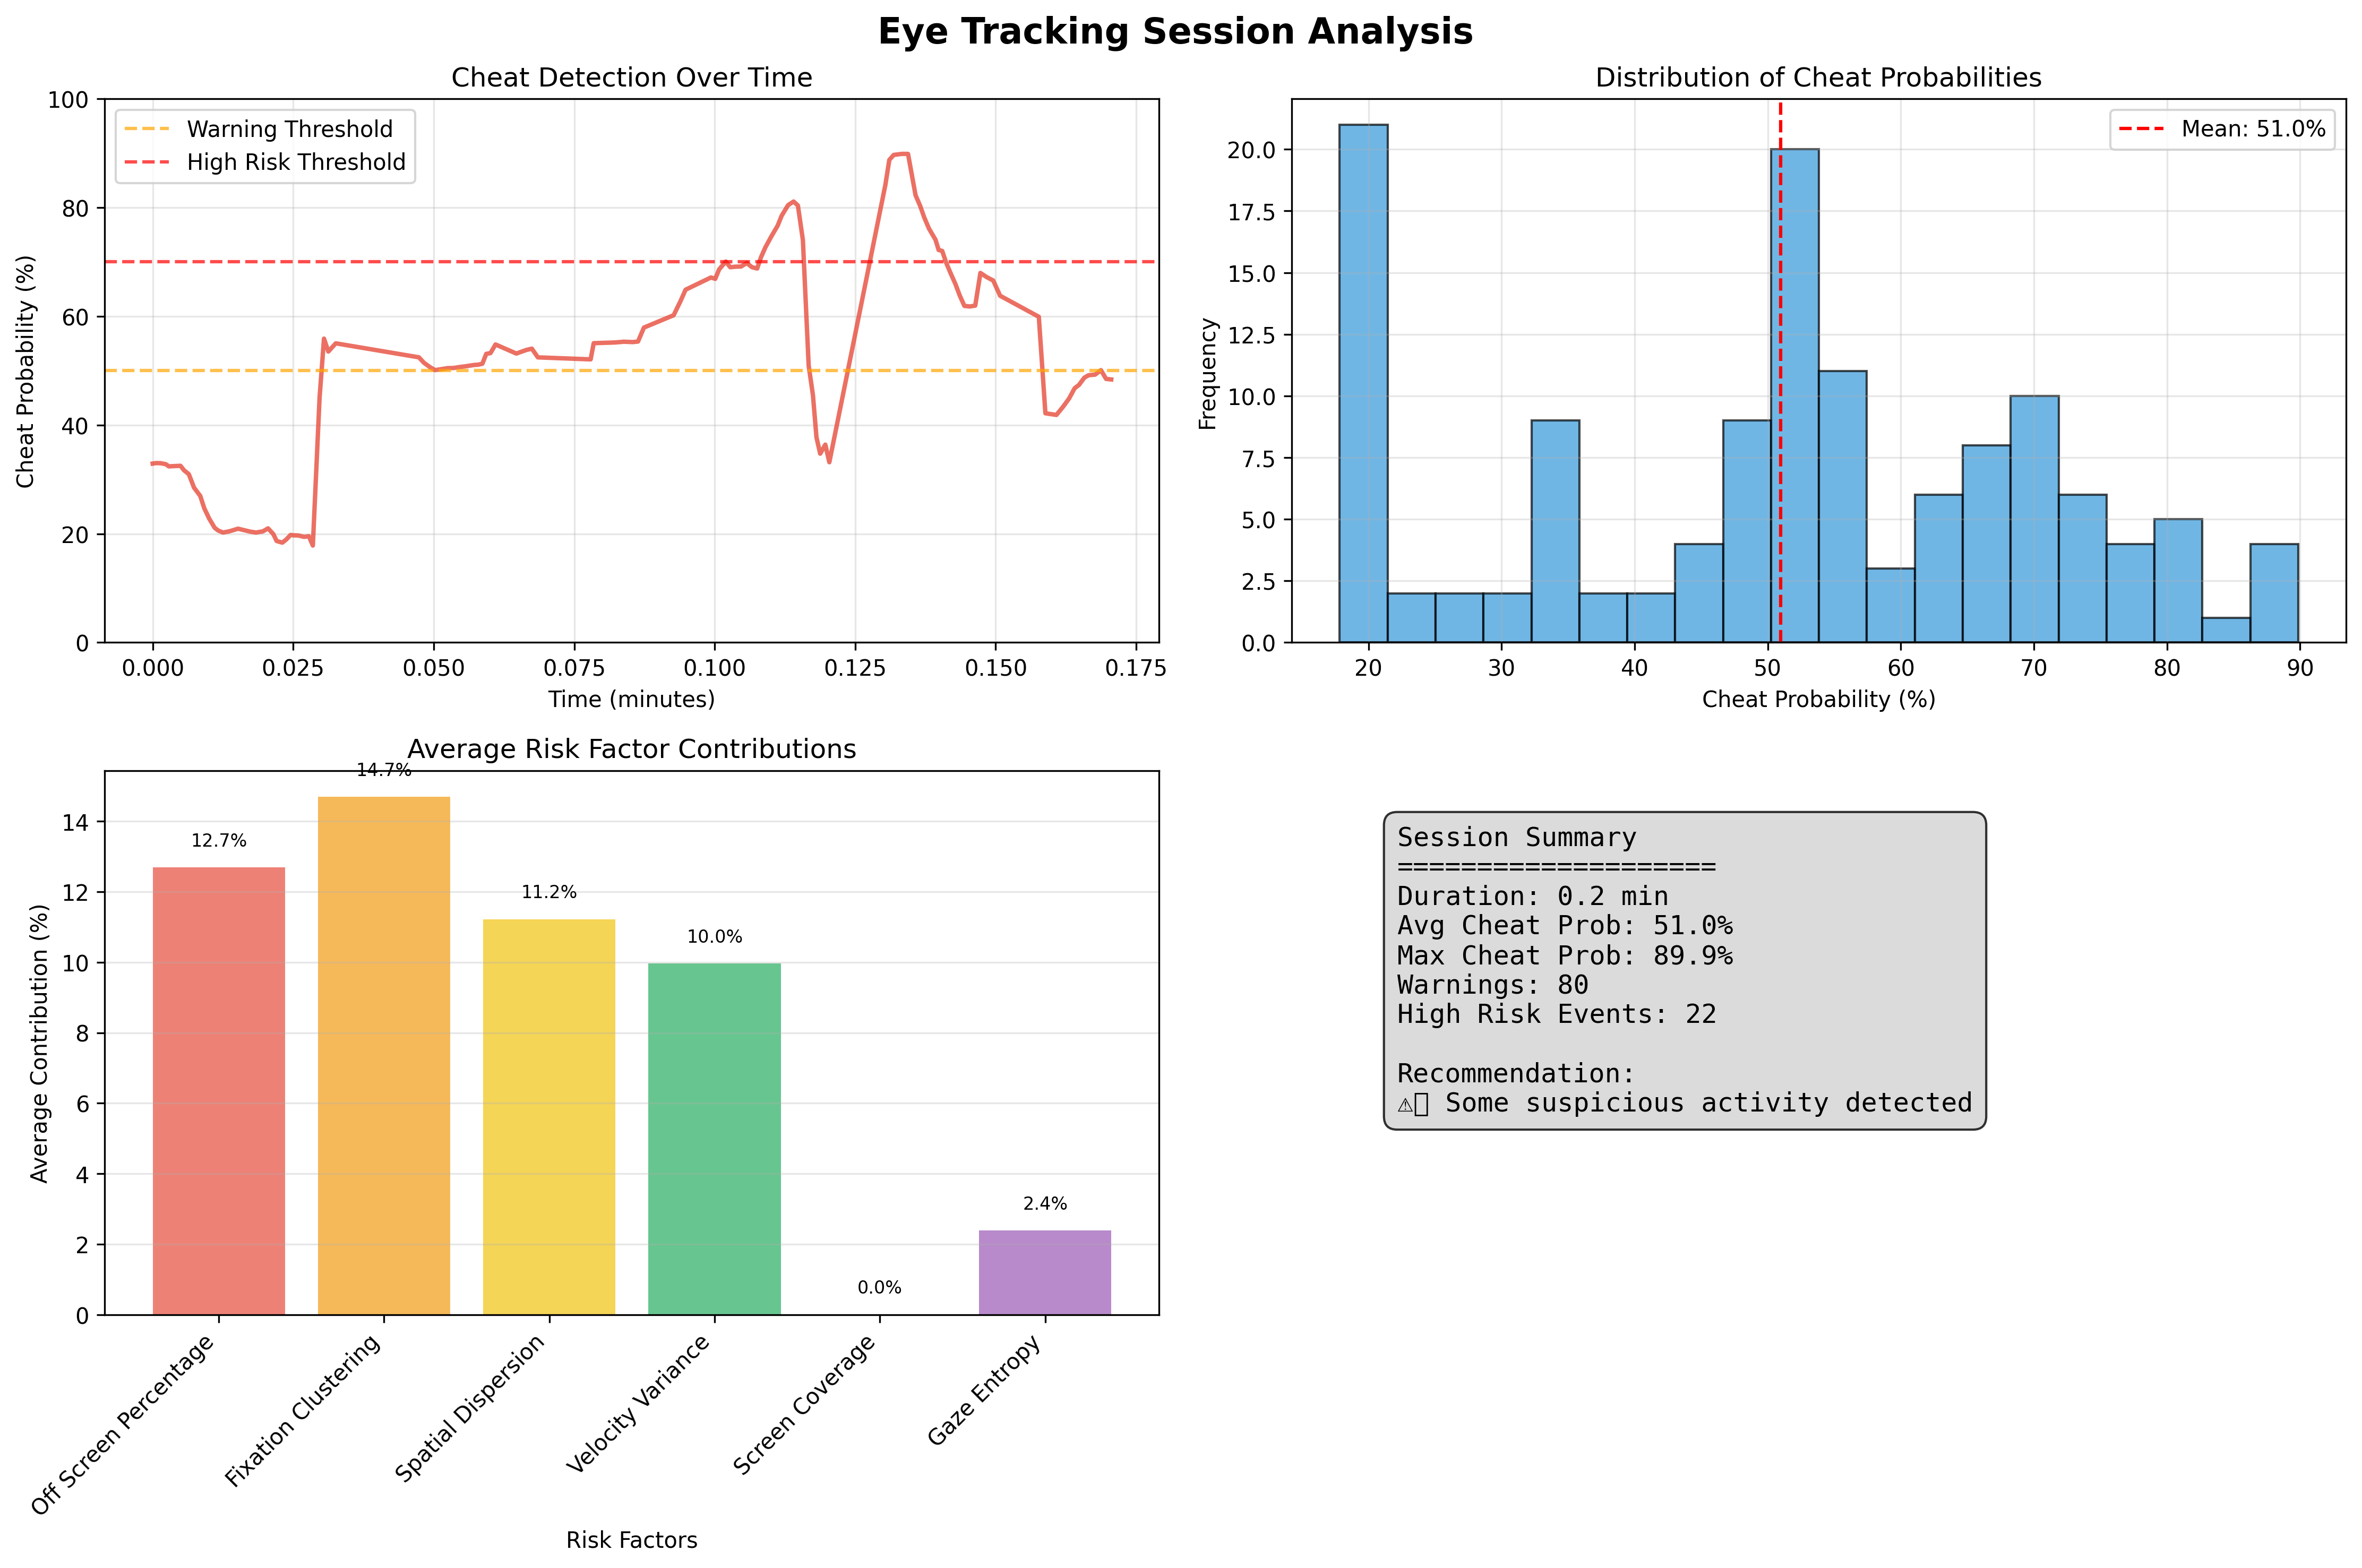 Eye Tracking Session Analysis
Cheat Detection Over Time
100
80
60
40
20
0
Cheat Probability (%)
Warning Threshold
High Risk Threshold
0.000 0.025 0.050 0.075 0.100 0.125 0.150 0.175
Time (minutes)
Distribution of Cheat Probabilities
20.0
17.5
15.0
12.5
10.0
7.5
5.0
2.5
0.0
Frequency
Mean: 51.0%
20 30 40 50 60 70 80 90
Cheat Probability (%)
Average Risk Factor Contributions
14
12
10
8
6
4
2
0
Average Contribution (%)
12.7%
14.7%
11.2%
10.0%
0.0%
2.4%
Off Screen Percentage
Fixation Clustering
Spatial Dispersion
Velocity Variance
Screen Coverage
Gaze Entropy
Risk Factors
Session Summary
====================
Duration: 0.2 min
Avg Cheat Prob: 51.0%
Max Cheat Prob: 89.9%
Warnings: 80
High Risk Events: 22
Recommendation:
⚠️ Some suspicious activity detected